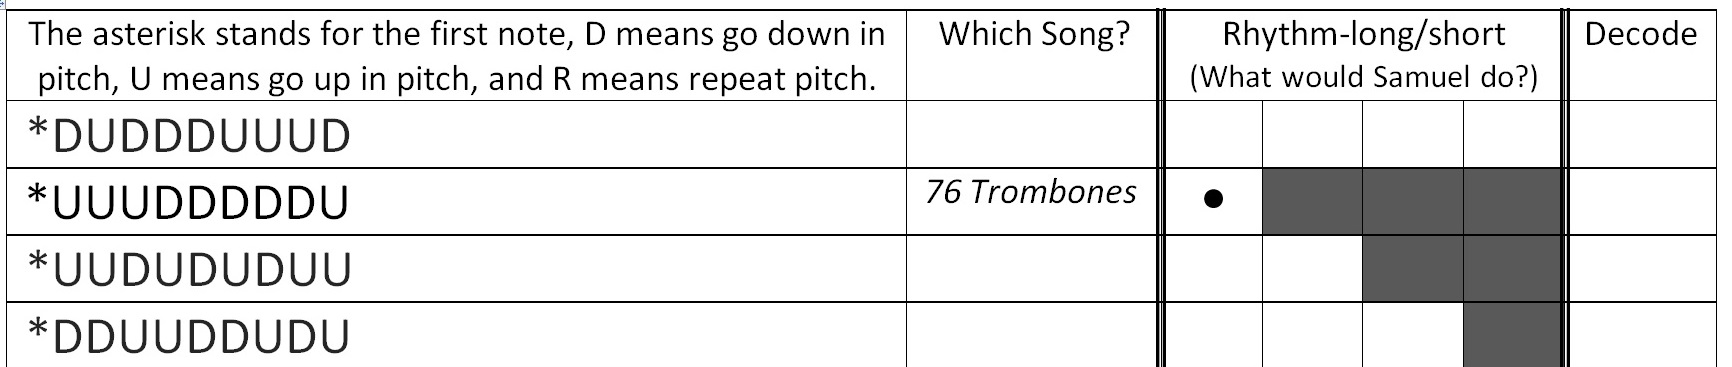 The asterisk stands for the first note, D means go down in
pitch, U means go up in pitch, and R means repeat pitch.
Which Song?
Rhythm-long/short
(What would Samuel do?)
Decode
*DUDDDUUUD
*UUUDDDDDU
76 Trombones
*UUDUDUDUU
*DDUUDDUDU